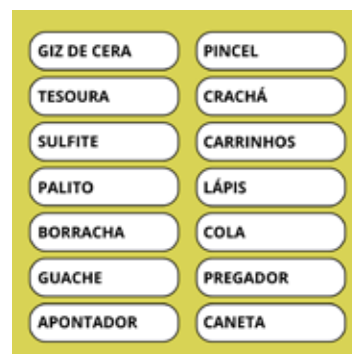 GIZ DE CERA
PINCEL
TESOURA
CRACHÁ
SULFITE
CARRINHOS
PALITO
LÁPIS
BORRACHA
COLA
GUACHE
PREGADOR
APONTADOR
CANETA